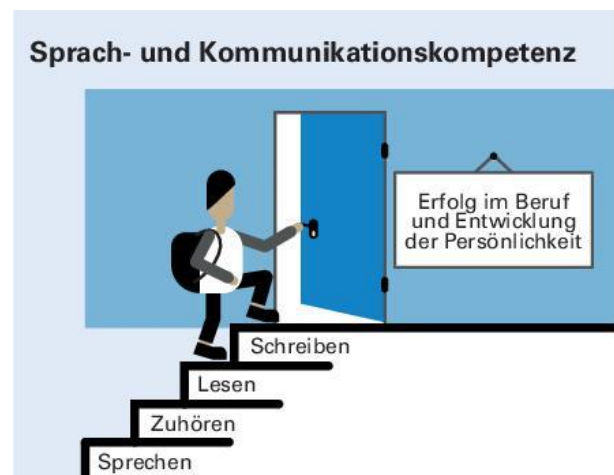 Sprach- und Kommunikationskompetenz
Erfolg im Beruf
und Entwicklung
der Persönlichkeit
Schreiben
Lesen
Zuhören
Sprechen